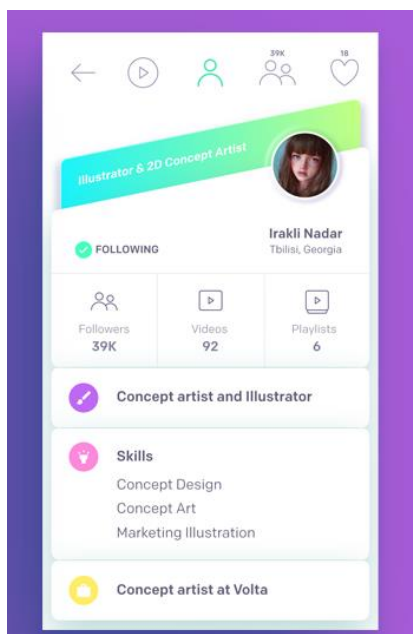 39K
18
Illustrator & 2D Concept Artist
Irakli Nadar
FOLLOWING
Tbilisi, Georgia
Followers
Videos
Playlists
39K
92
6
Concept artist and Illustrator
Skills
Concept Design
Concept Art
Marketing Illustration
Concept artist at Volta